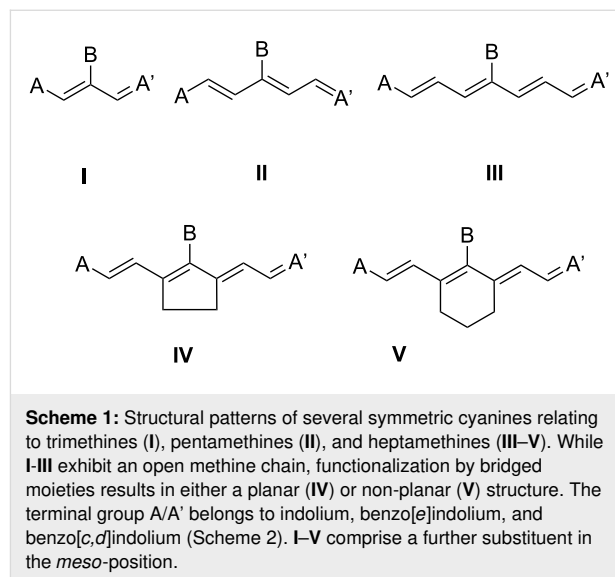 B
A A'
I
B
A A'
II
B
A A'
III
B
A A'
IV
B
A A'
V
Scheme 1: Structural patterns of several symmetric cyanines relating
to trimethines (I), pentamethines (II), and heptamethines (III–V). While
I-III exhibit an open methine chain, functionalization by bridged
moieties results in either a planar (IV) or non-planar (V) structure. The
terminal group A/A’ belongs to indolium, benzo[e]indolium, and
benzo[c,d]indolium (Scheme 2). I–V comprise a further substituent in
the meso-position.